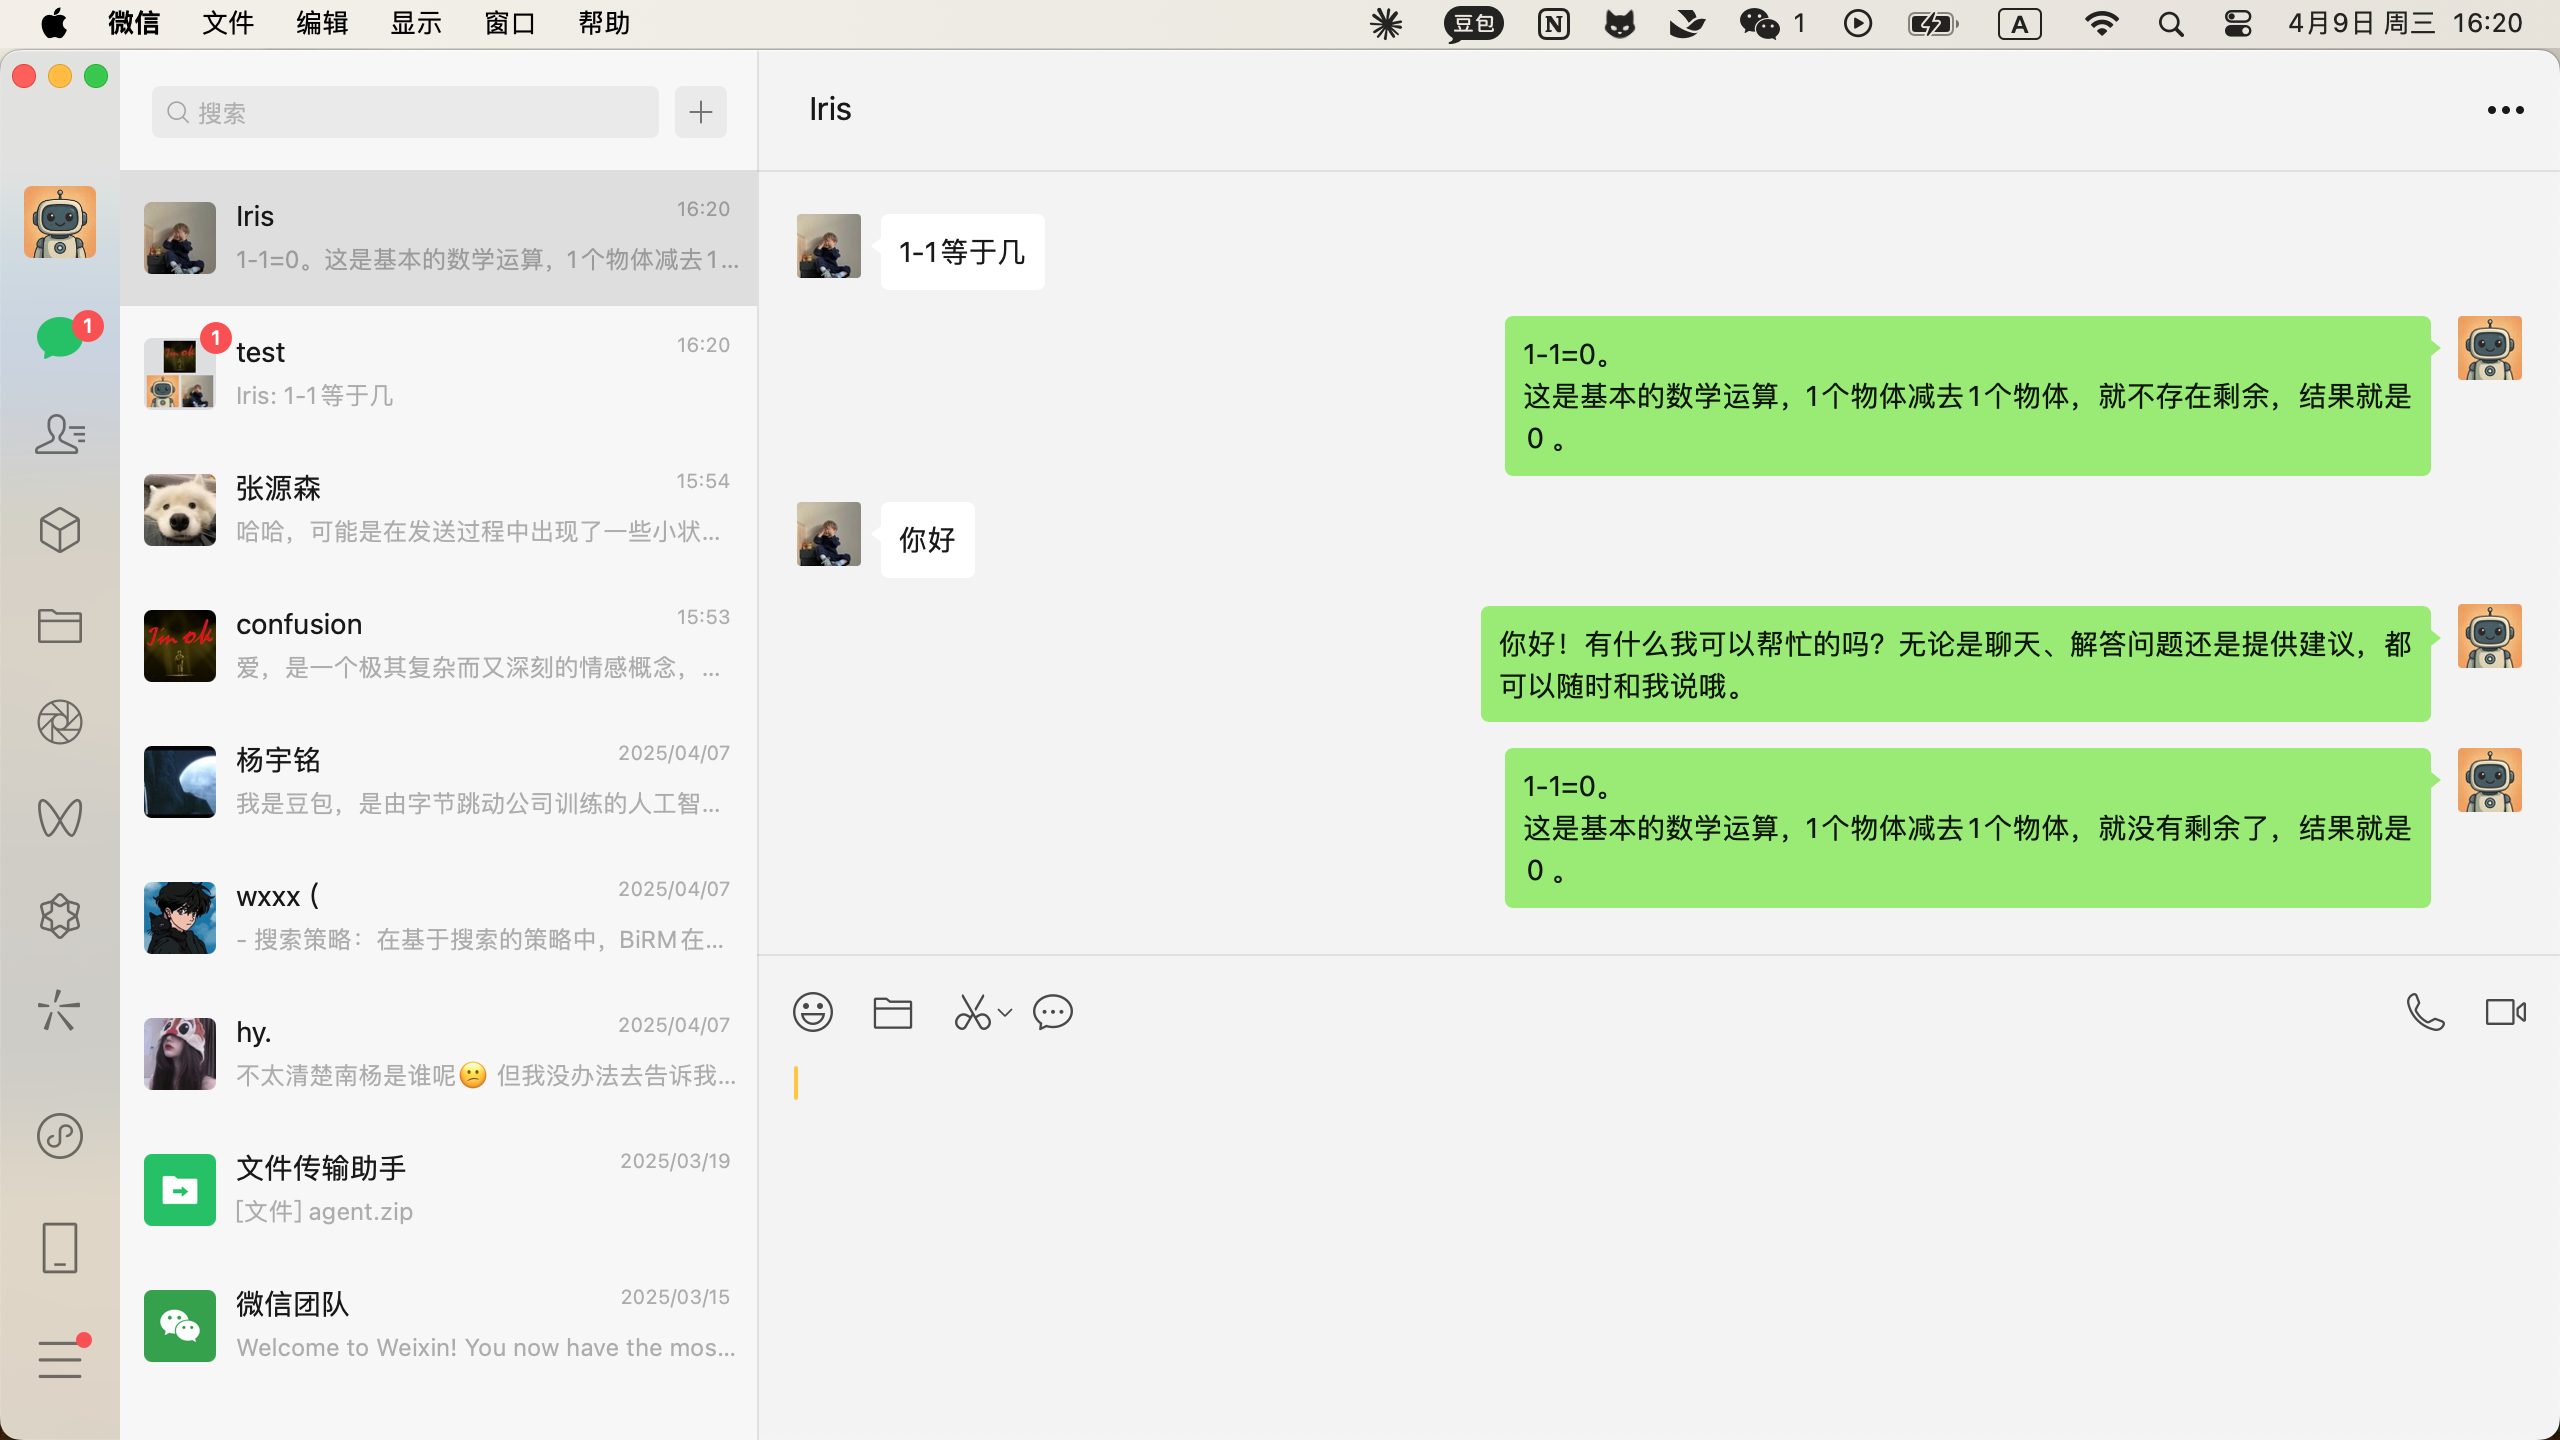 微信 文件 编辑 显示 窗口 帮助 豆包 N 1 A 4月9日 周三 16:20
搜索
Iris 16:20
1-1=0。这是基本的数学运算，1个物体减去1...
1
1
test 16:20
Iris: 1-1等于几
张源森 15:54
哈哈，可能是在发送过程中出现了一些小状...
I'm ok
confusion 15:53
爱，是一个极其复杂而又深刻的情感概念，...
杨宇铭 2025/04/07
我是豆包，是由字节跳动公司训练的人工智...
wxxx ( 2025/04/07
- 搜索策略：在基于搜索的策略中，BiRM在...
hy. 2025/04/07
不太清楚南杨是谁呢😕 但我没办法去告诉我...
文件传输助手 2025/03/19
[文件] agent.zip
微信团队 2025/03/15
Welcome to Weixin! You now have the mos...
Iris
1-1等于几
1-1=0。
这是基本的数学运算，1个物体减去1个物体，就不存在剩余，结果就是
0 。
你好
你好！有什么我可以帮忙的吗？无论是聊天、解答问题还是提供建议，都
可以随时和我说哦。
1-1=0。
这是基本的数学运算，1个物体减去1个物体，就没有剩余了，结果就是
0 。